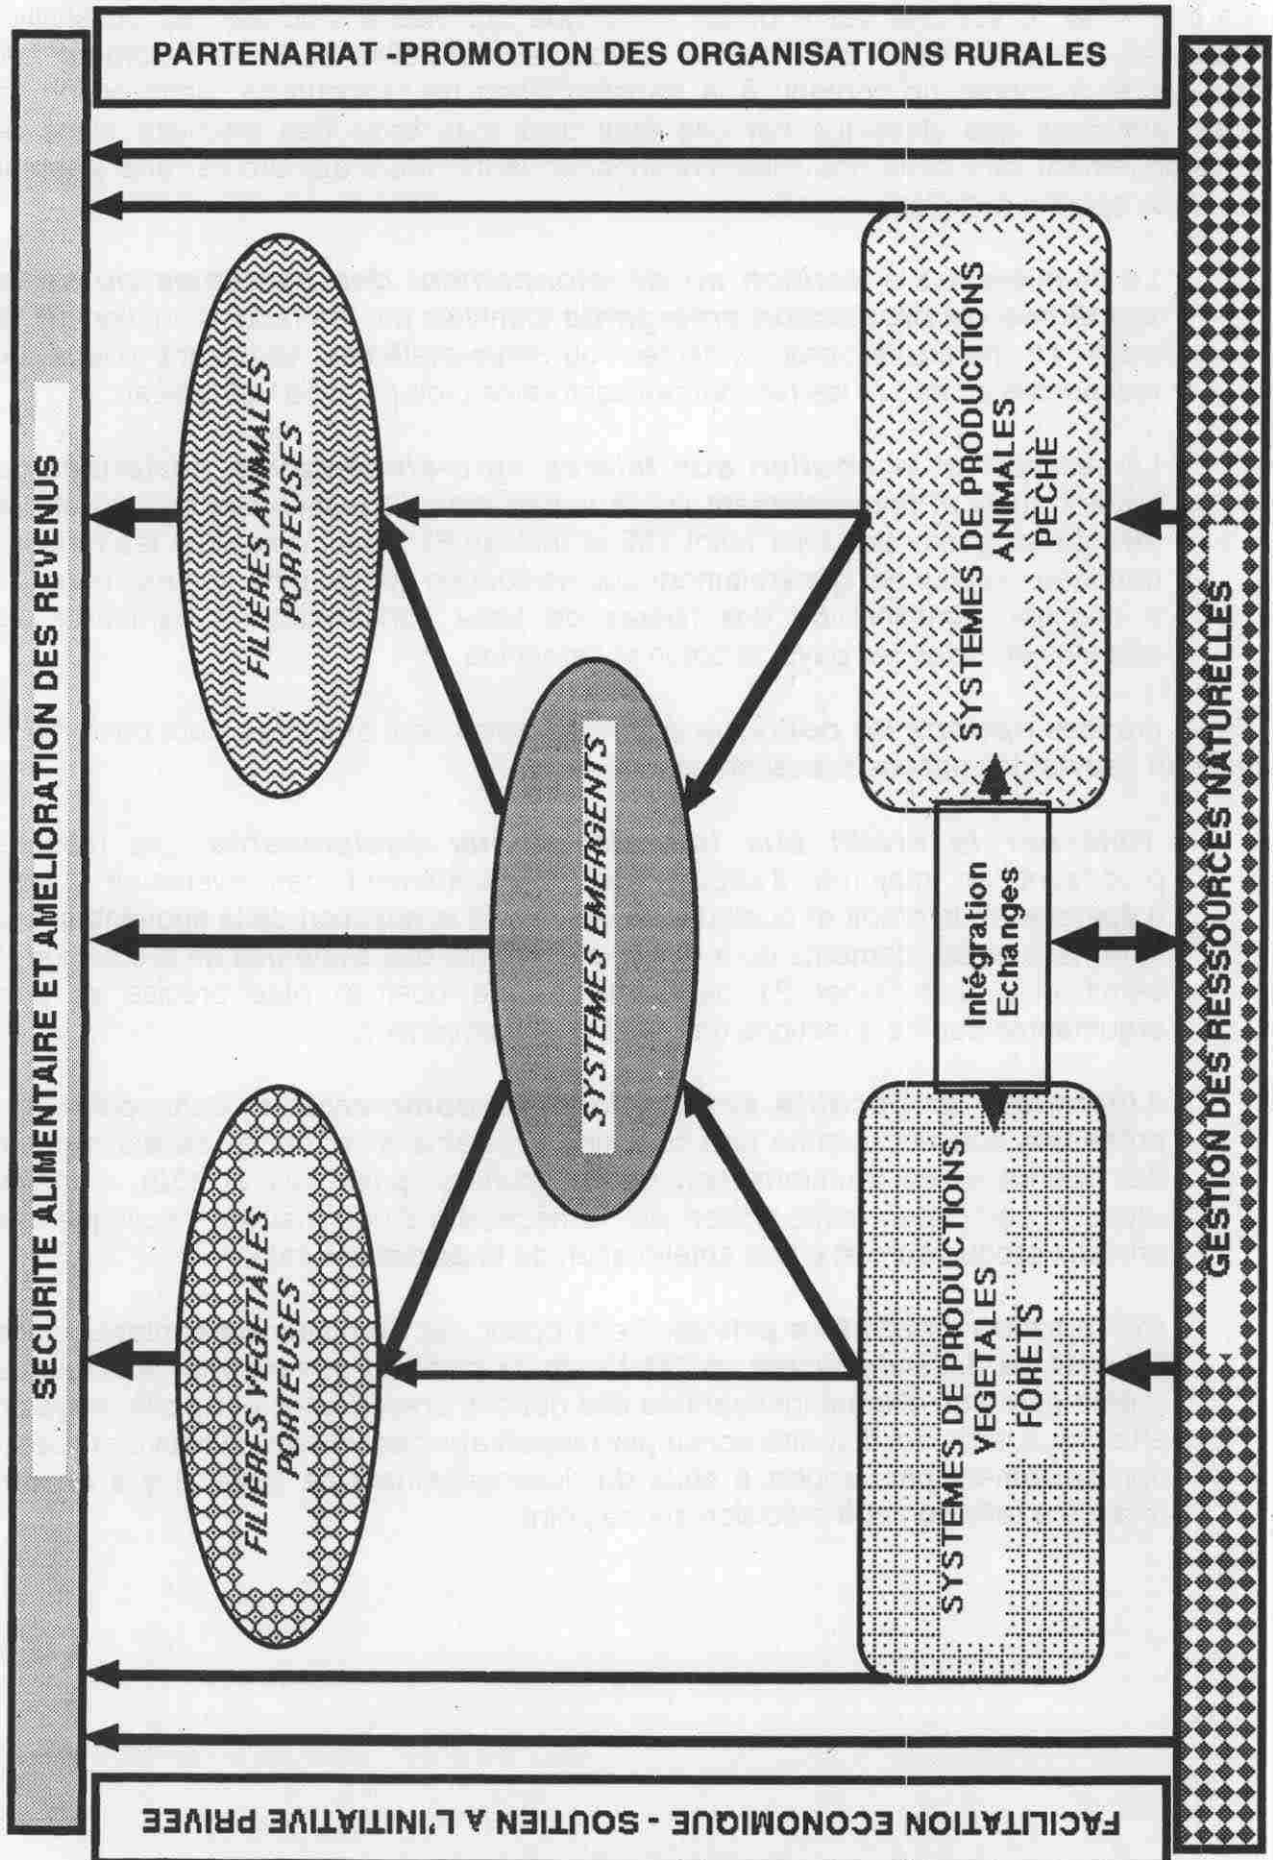 PARTENARIAT -PROMOTION DES ORGANISATIONS RURALES
SECURITE ALIMENTAIRE ET AMELIORATION DES REVENUS
FILIERES VEGETALES
PORTEUSES
FILIERES ANIMALES
PORTEUSES
SYSTEMES EMERGENTS
SYSTEMES DE PRODUCTIONS
VEGETALES
FORETS
Intégration
Echanges
SYSTEMES DE PRODUCTIONS
ANIMALES
PECHE
GESTION DES RESSOURCES NATURELLES
FACILITATION ECONOMIQUE - SOUTIEN A L'INITIATIVE PRIVEE